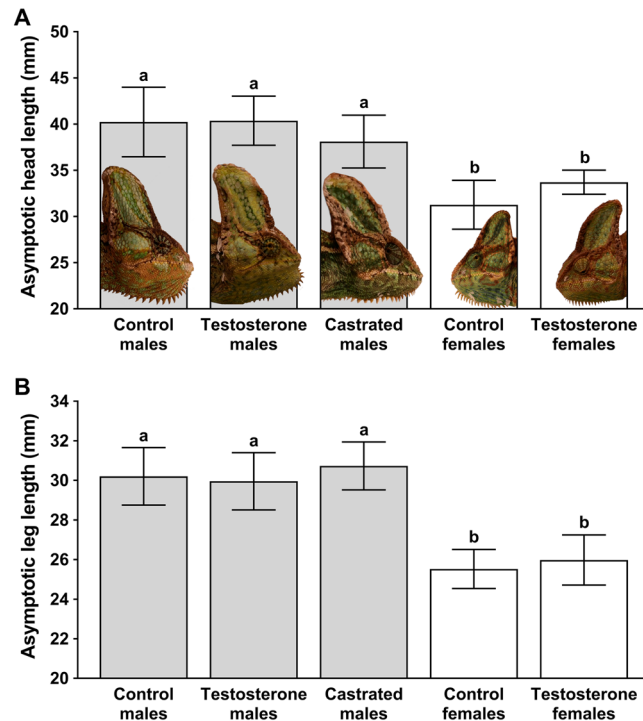 A
Asymptotic head length (mm)
50
45
40
35
30
25
20
a
a
a
b
b
Control
males
Testosterone
males
Castrated
males
Control
females
Testosterone
females
B
Asymptotic leg length (mm)
34
32
30
28
26
24
22
20
a
a
a
b
b
Control
males
Testosterone
males
Castrated
males
Control
females
Testosterone
females